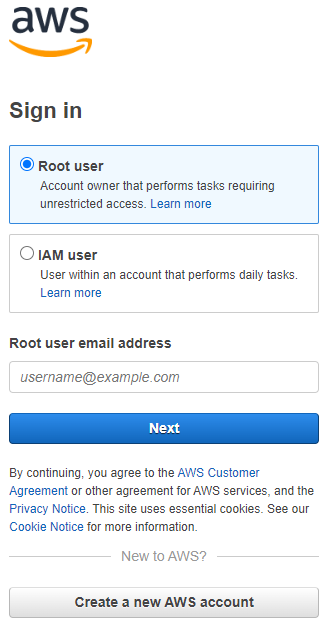 aws
Sign in
Root user
Account owner that performs tasks requiring
unrestricted access. Learn more
IAM user
User within an account that performs daily tasks.
Learn more
Root user email address
username@example.com
Next
By continuing, you agree to the AWS Customer
Agreement or other agreement for AWS services, and the
Privacy Notice. This site uses essential cookies. See our
Cookie Notice for more information.
New to AWS?
Create a new AWS account